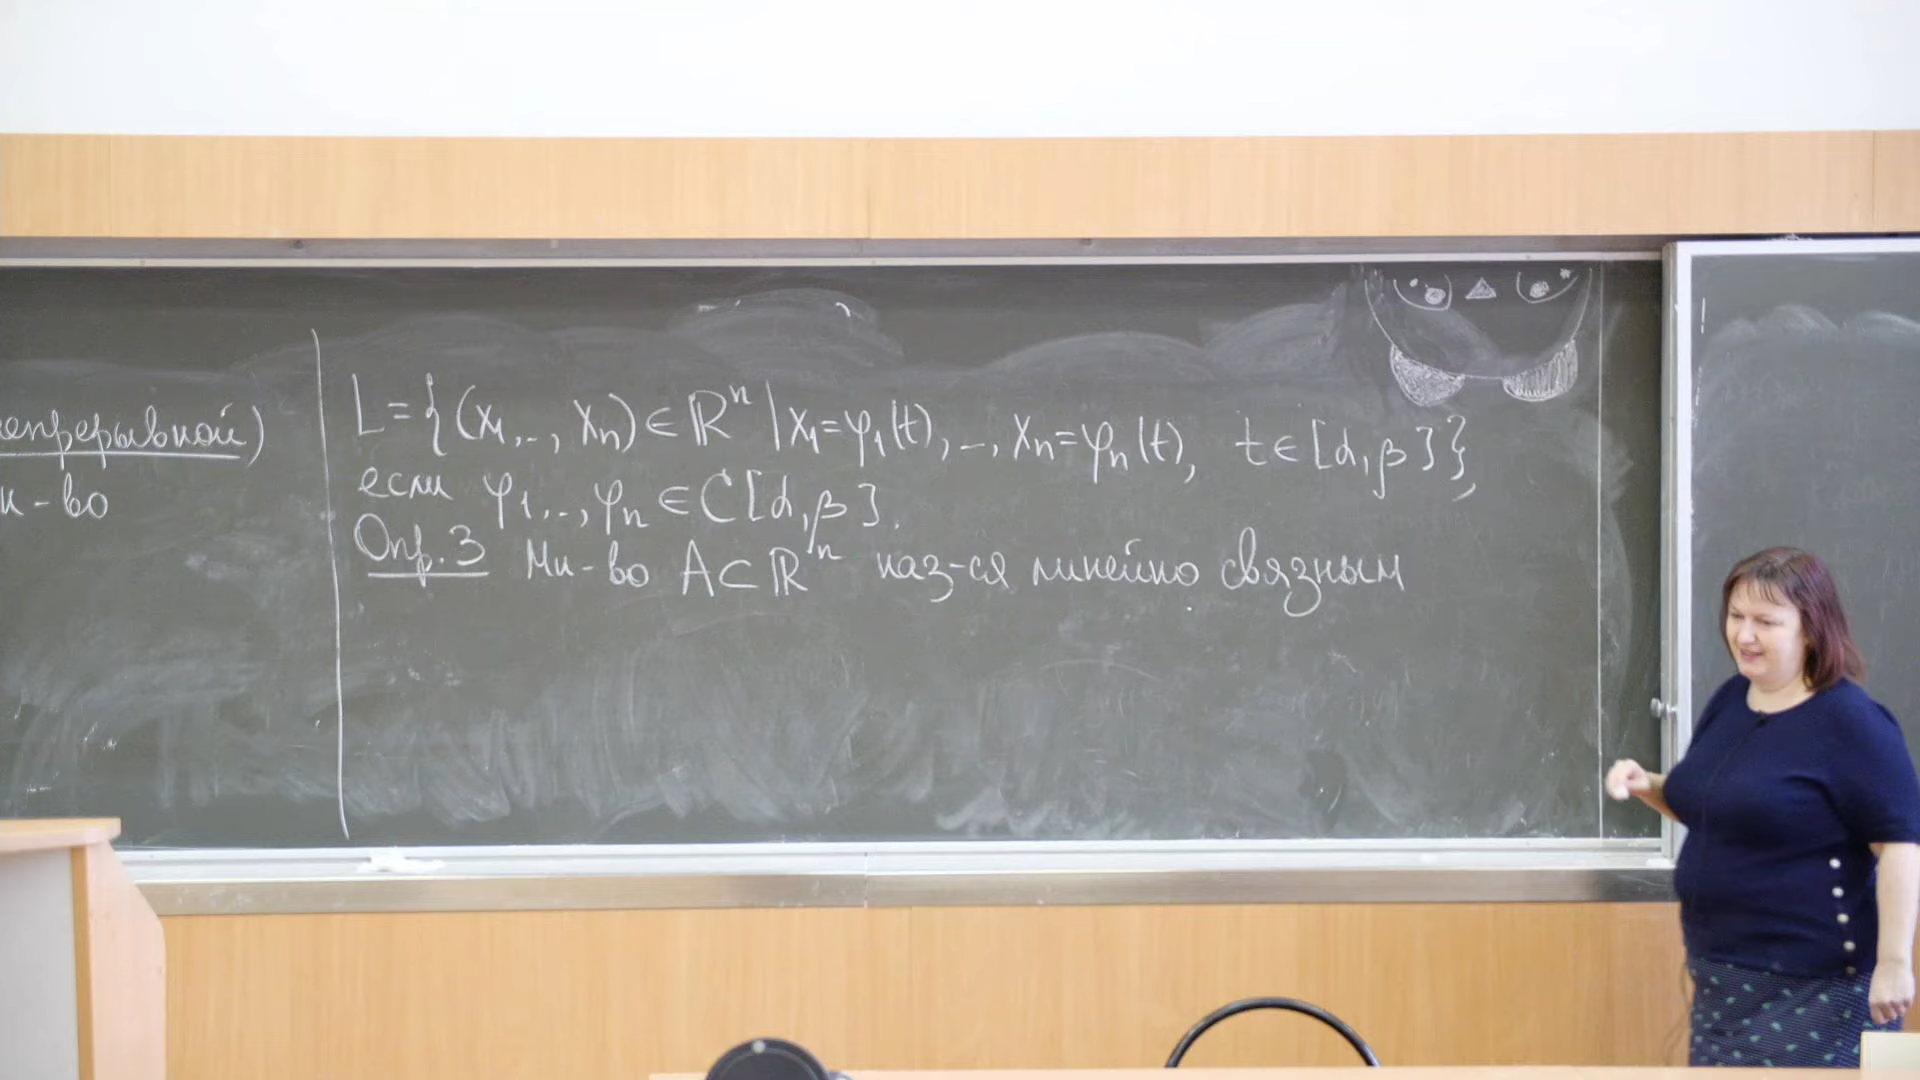 епрерывной)
н-во
L={(x₁,..., xₙ)∈ℝⁿ | x₁=φ₁(t),..., xₙ=φₙ(t), t∈[α,β]},
если φ₁,..,φₙ∈C[α,β].
Опр.3 Мн-во A⊂ℝⁿ наз-ся линейно связным